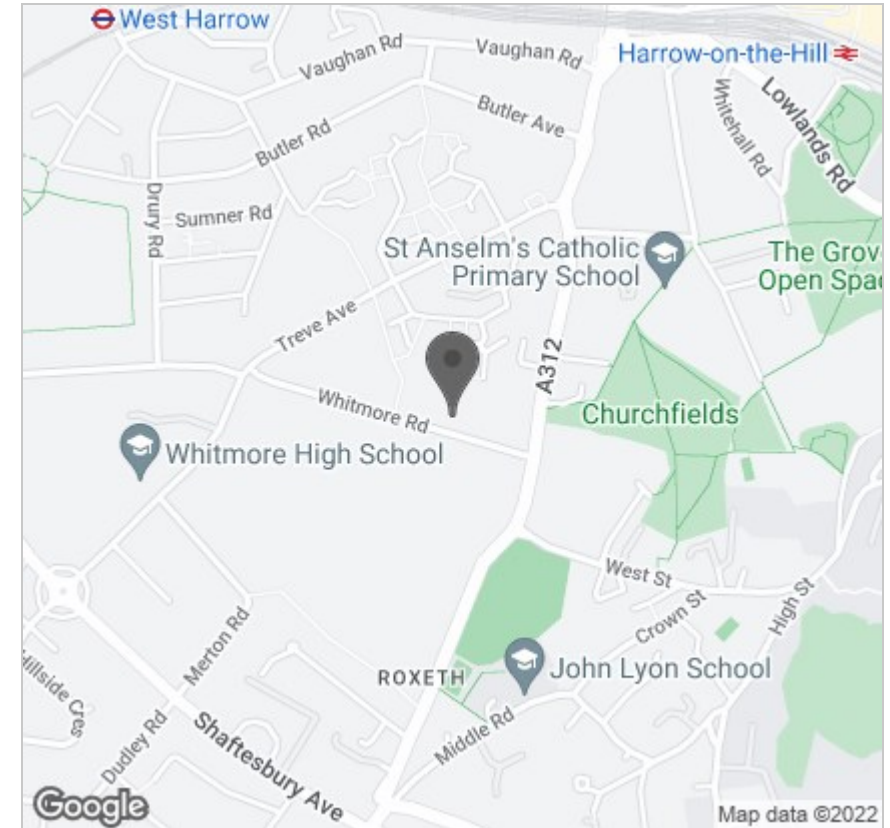 West Harrow
Vaughan Rd
Vaughan Rd
Harrow-on-the-Hill
Butler Ave
Whitehall Rd
Lowlands Rd
Butler Rd
Drury Rd
Sumner Rd
St Anselm's Catholic
Primary School
The Grov
Open Spa
Treve Ave
A312
Whitmore Rd
Churchfields
Whitmore High School
West St
Crown St
High St
Merton Rd
Hillside Cres
ROXETH
John Lyon School
Dudley Rd
Shaftesbury Ave
Middle Rd
Google
Map data ©2022